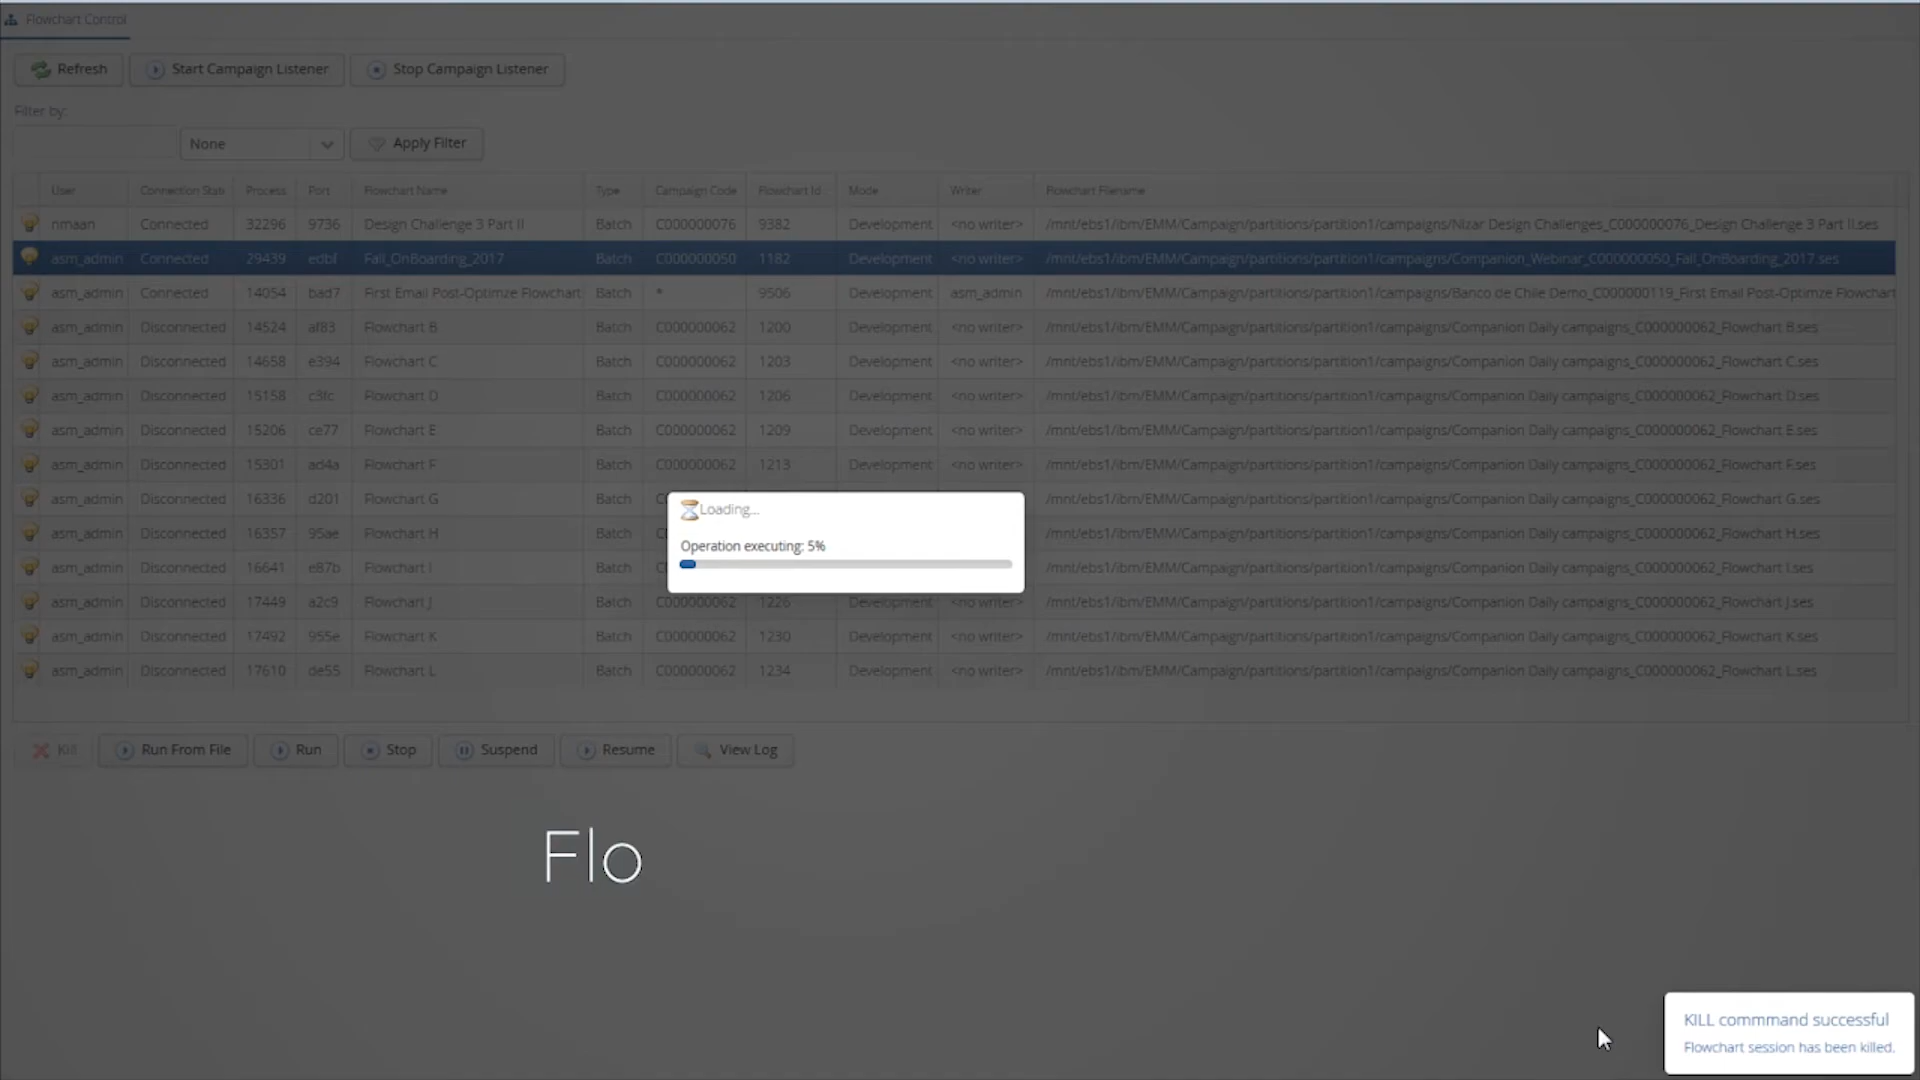 Flowchart Control
Refresh Start Campaign Listener Stop Campaign Listener
Filter by:
None Apply Filter
User Connection Stab Process Port Flowchart Name Type Campaign Code Flowchart Id Mode Writer Flowchart Filename
nmaan Connected 32296 9736 Design Challenge 3 Part II Batch C000000076 9382 Development <no writer> /mnt/ebs1/ibm/EMM/Campaign/partitions/partition1/campaigns/Nizar Design Challenges_C000000076_Design Challenge 3 Part II.ses
asm_admin Connected 29439 edbf Fall_OnBoarding_2017 Batch C000000050 1182 Development <no writer> /mnt/ebs1/ibm/EMM/Campaign/partitions/partition1/campaigns/Companion_Webinar_C000000050_Fall_OnBoarding_2017.ses
asm_admin Connected 14054 bad7 First Email Post-Optimze Flowchart Batch * 9506 Development asm_admin /mnt/ebs1/ibm/EMM/Campaign/partitions/partition1/campaigns/Banco de Chile Demo_C000000119_First Email Post-Optimze Flowchart
asm_admin Disconnected 14524 af83 Flowchart B Batch C000000062 1200 Development <no writer> /mnt/ebs1/ibm/EMM/Campaign/partitions/partition1/campaigns/Companion Daily campaigns_C000000062_Flowchart B.ses
asm_admin Disconnected 14658 e394 Flowchart C Batch C000000062 1203 Development <no writer> /mnt/ebs1/ibm/EMM/Campaign/partitions/partition1/campaigns/Companion Daily campaigns_C000000062_Flowchart C.ses
asm_admin Disconnected 15158 c3fc Flowchart D Batch C000000062 1206 Development <no writer> /mnt/ebs1/ibm/EMM/Campaign/partitions/partition1/campaigns/Companion Daily campaigns_C000000062_Flowchart D.ses
asm_admin Disconnected 15206 ce77 Flowchart E Batch C000000062 1209 Development <no writer> /mnt/ebs1/ibm/EMM/Campaign/partitions/partition1/campaigns/Companion Daily campaigns_C000000062_Flowchart E.ses
asm_admin Disconnected 15301 ad4a Flowchart F Batch C000000062 1213 Development <no writer> /mnt/ebs1/ibm/EMM/Campaign/partitions/partition1/campaigns/Companion Daily campaigns_C000000062_Flowchart F.ses
asm_admin Disconnected 16336 d201 Flowchart G Batch /mnt/ebs1/ibm/EMM/Campaign/partitions/partition1/campaigns/Companion Daily campaigns_C000000062_Flowchart G.ses
asm_admin Disconnected 16357 95ae Flowchart H Batch /mnt/ebs1/ibm/EMM/Campaign/partitions/partition1/campaigns/Companion Daily campaigns_C000000062_Flowchart H.ses
asm_admin Disconnected 16641 e87b Flowchart I Batch /mnt/ebs1/ibm/EMM/Campaign/partitions/partition1/campaigns/Companion Daily campaigns_C000000062_Flowchart I.ses
asm_admin Disconnected 17449 a2c9 Flowchart J Batch C000000062 1226 Development <no writer> /mnt/ebs1/ibm/EMM/Campaign/partitions/partition1/campaigns/Companion Daily campaigns_C000000062_Flowchart J.ses
asm_admin Disconnected 17492 955e Flowchart K Batch C000000062 1230 Development <no writer> /mnt/ebs1/ibm/EMM/Campaign/partitions/partition1/campaigns/Companion Daily campaigns_C000000062_Flowchart K.ses
asm_admin Disconnected 17610 de55 Flowchart L Batch C000000062 1234 Development <no writer> /mnt/ebs1/ibm/EMM/Campaign/partitions/partition1/campaigns/Companion Daily campaigns_C000000062_Flowchart L.ses
Loading...
Operation executing: 5%
Kill Run From File Run Stop Suspend Resume View Log
Flo
KILL commmand successful
Flowchart session has been killed.